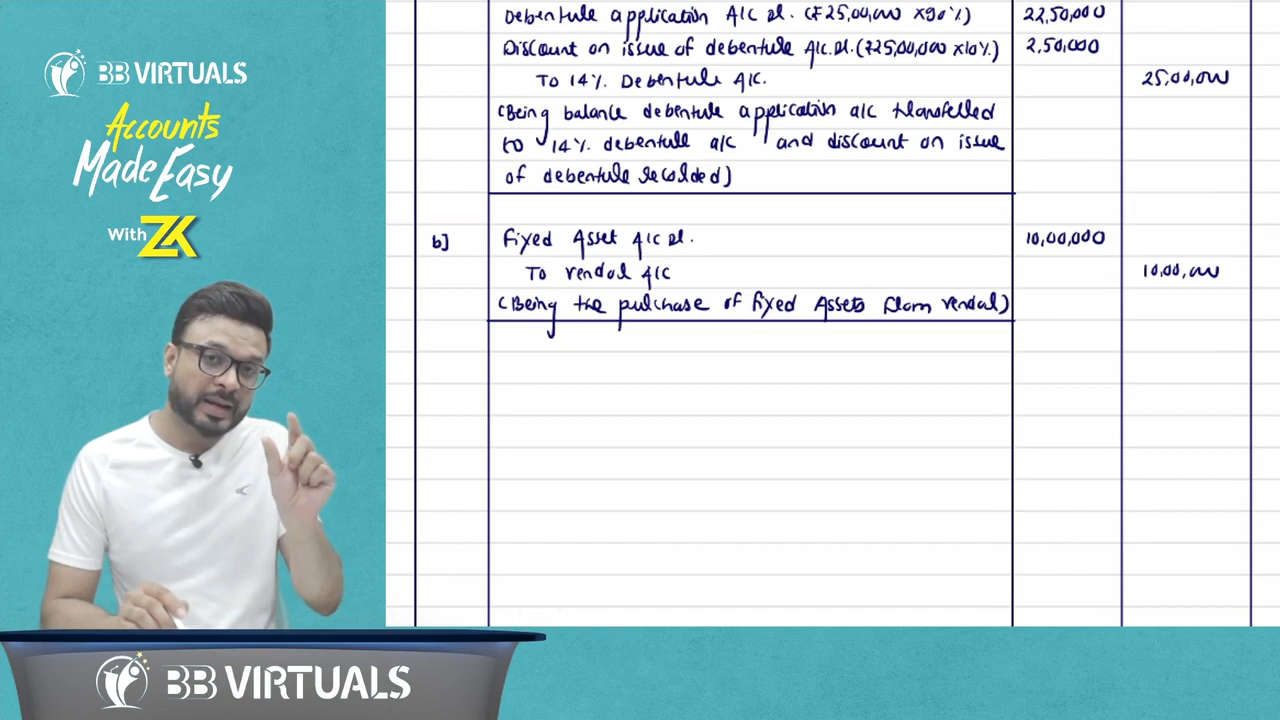 BB VIRTUALS
Accounts
Made Easy
With ZK
Debenture application A/C dr. (₹25,00,000 x90%) 22,50,000
Discount on issue of debenture A/c.dr.(₹25,00,000 x10%) 2,50,000
To 14% Debenture A/c. 25,00,000
(Being balance debenture application a/c transferred
to 14% debenture a/c and discount on issue
of debenture recorded)
b] Fixed Asset A/C dr. 10,00,000
To vendor A/C 10,00,000
(Being the purchase of fixed Assets from vendor)
BB VIRTUALS